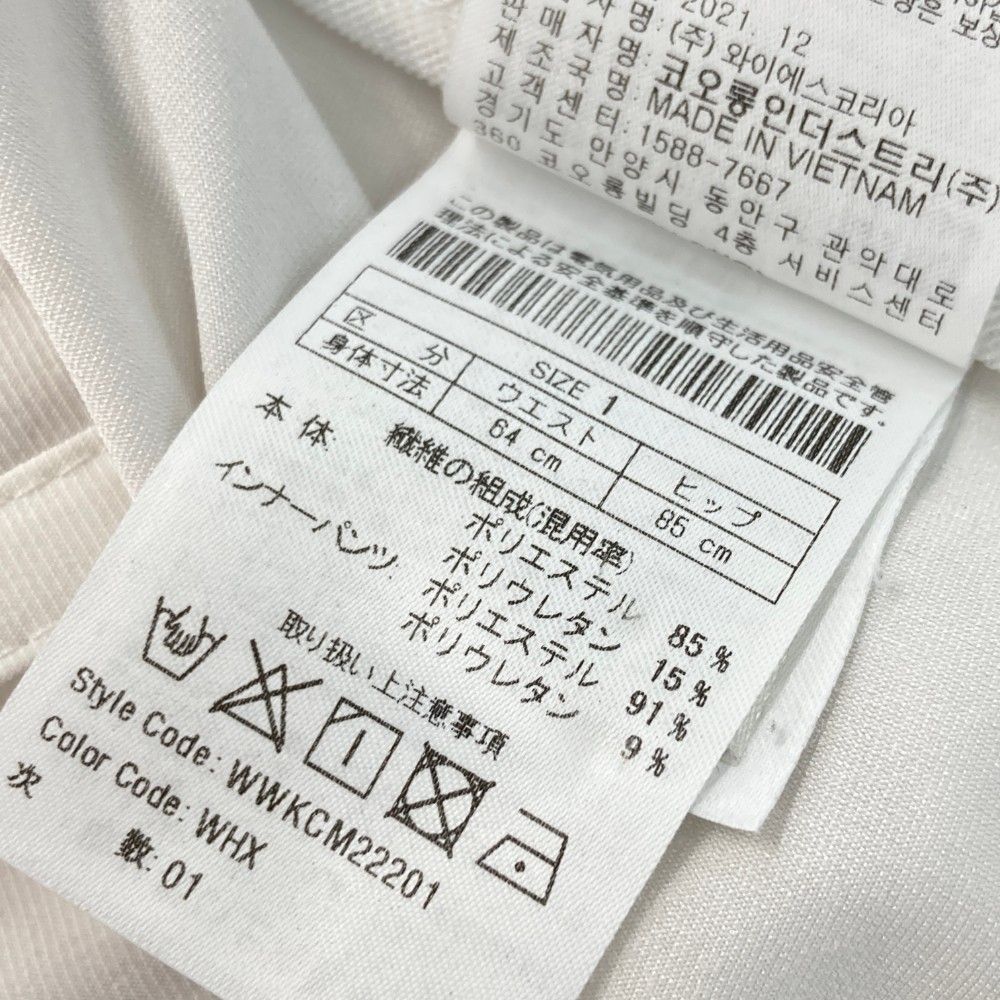 보상
2021. 12
자명: (주) 와이에스코리아
판매자명: 코오롱인더스트리(주)
제조국명: MADE IN VIETNAM
고객센터: 1588-7667
경기도 안양시 동안구 관악대로
360 코오롱빌딩 4층 서비스센터
この製品は電気用品及び生活用品安全管
理法による安全基準を順守した製品です.
区 分 SIZE 1
ウエスト ヒップ
身体寸法 64 cm 85 cm
繊維の組成(混用率)
本 体: ポリエステル 85 %
ポリウレタン 15 %
インナーパンツ: ポリエステル 91 %
ポリウレタン 9 %
取り扱い上注意事項
Style Code: WWKCM22201
Color Code: WHX
次 数: 01